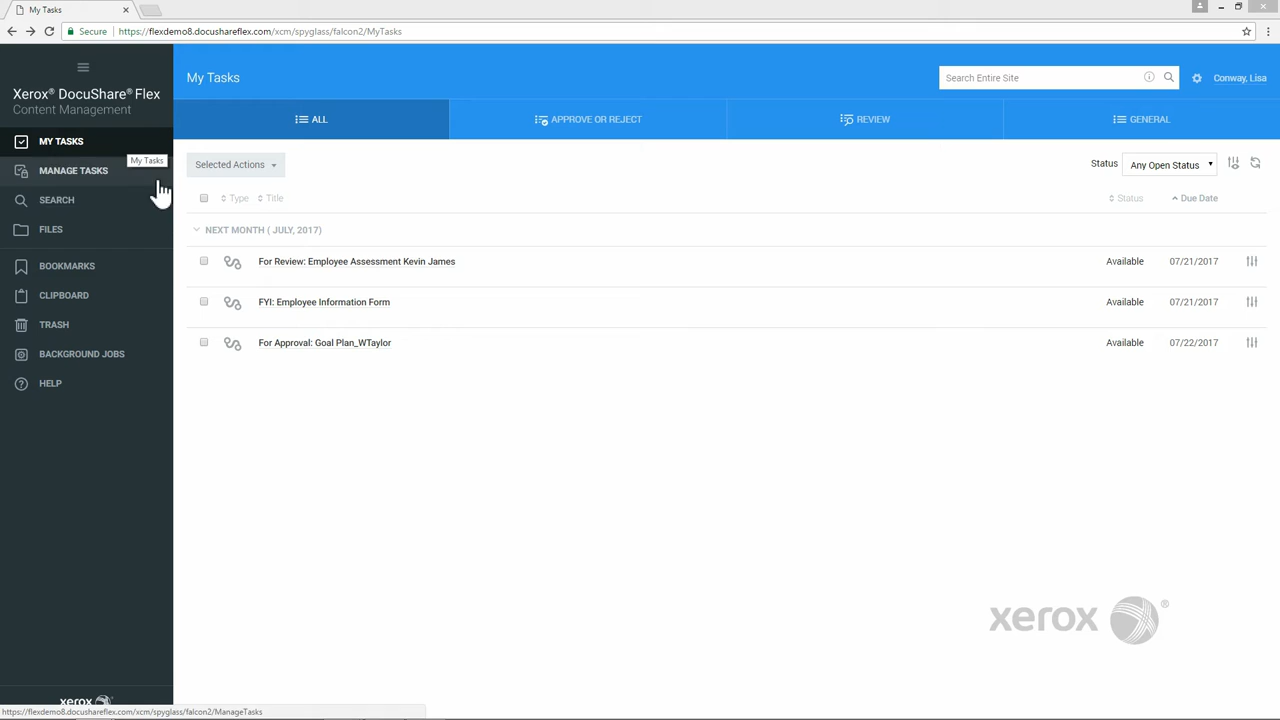 My Tasks
Secure https://flexdemo8.docushareflex.com/xcm/spyglass/falcon2/MyTasks
Xerox® DocuShare® Flex
Content Management
MY TASKS
My Tasks
MANAGE TASKS
SEARCH
FILES
BOOKMARKS
CLIPBOARD
TRASH
BACKGROUND JOBS
HELP
xerox
https://flexdemo8.docushareflex.com/xcm/spyglass/falcon2/ManageTasks
My Tasks
Search Entire Site
Conway, Lisa
ALL
APPROVE OR REJECT
REVIEW
GENERAL
Selected Actions
Status Any Open Status
Type Title Status Due Date
NEXT MONTH ( JULY, 2017)
For Review: Employee Assessment Kevin James Available 07/21/2017
FYI: Employee Information Form Available 07/21/2017
For Approval: Goal Plan_WTaylor Available 07/22/2017
xerox®